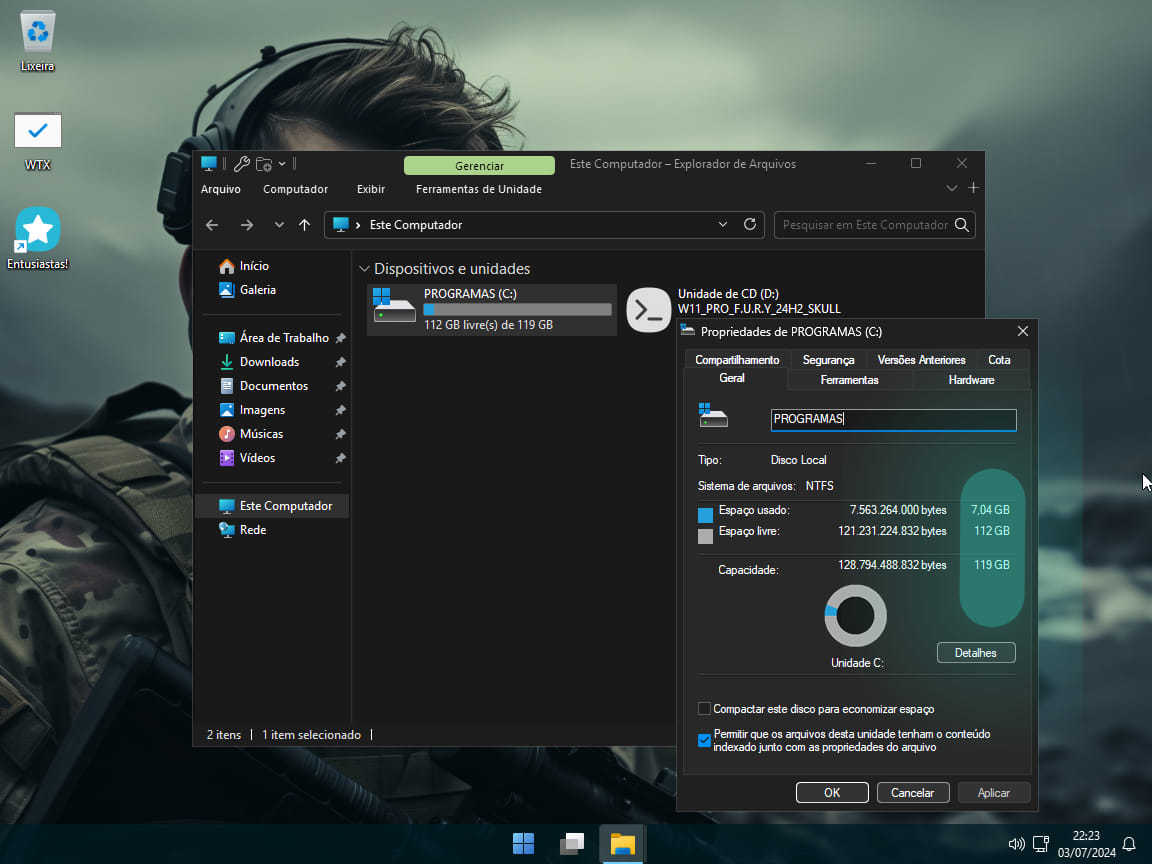 Lixeira
WTX
Entusiastas!
Gerenciar
Este Computador – Explorador de Arquivos
Arquivo
Computador
Exibir
Ferramentas de Unidade
Este Computador
Pesquisar em Este Computador
Início
Galeria
Área de Trabalho
Downloads
Documentos
Imagens
Músicas
Vídeos
Este Computador
Rede
Dispositivos e unidades
PROGRAMAS (C:)
112 GB livre(s) de 119 GB
Unidade de CD (D:)
W11_PRO_F.U.R.Y_24H2_SKULL
2 itens
1 item selecionado
Propriedades de PROGRAMAS (C:)
Compartilhamento
Segurança
Versões Anteriores
Cota
Geral
Ferramentas
Hardware
PROGRAMAS
Tipo: Disco Local
Sistema de arquivos: NTFS
Espaço usado: 7.563.264.000 bytes 7,04 GB
Espaço livre: 121.231.224.832 bytes 112 GB
Capacidade: 128.794.488.832 bytes 119 GB
Unidade C:
Detalhes
Compactar este disco para economizar espaço
Permitir que os arquivos desta unidade tenham o conteúdo
indexado junto com as propriedades do arquivo
OK
Cancelar
Aplicar
22:23
03/07/2024